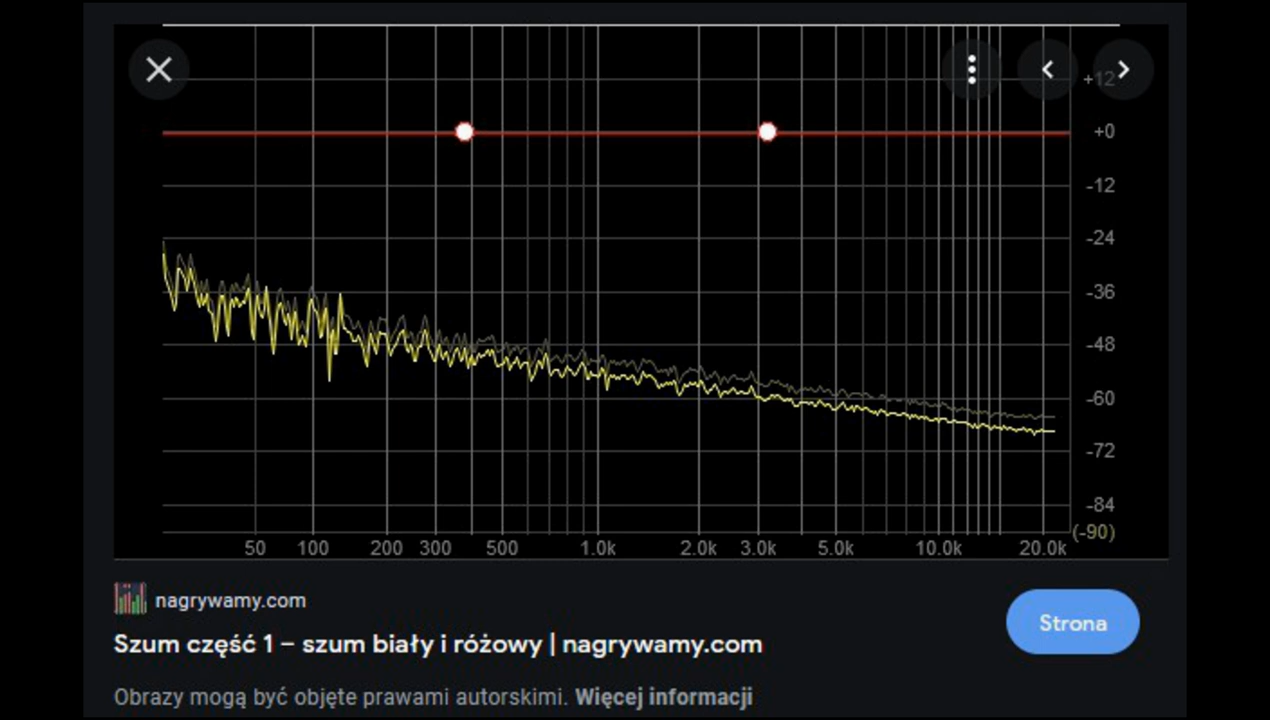 +12
+0
-12
-24
-36
-48
-60
-72
-84
(-90)
50 100 200 300 500 1.0k 2.0k 3.0k 5.0k 10.0k 20.0k
nagrywamy.com
Szum część 1 – szum biały i różowy | nagrywamy.com
Strona
Obrazy mogą być objęte prawami autorskimi. Więcej informacji